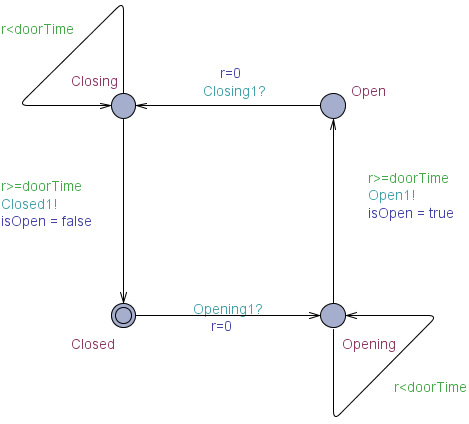 r<doorTime
Closing
r=0
Closing1?
Open
r>=doorTime
Closed1!
isOpen = false
r>=doorTime
Open1!
isOpen = true
Opening1?
r=0
Closed
Opening
r<doorTime